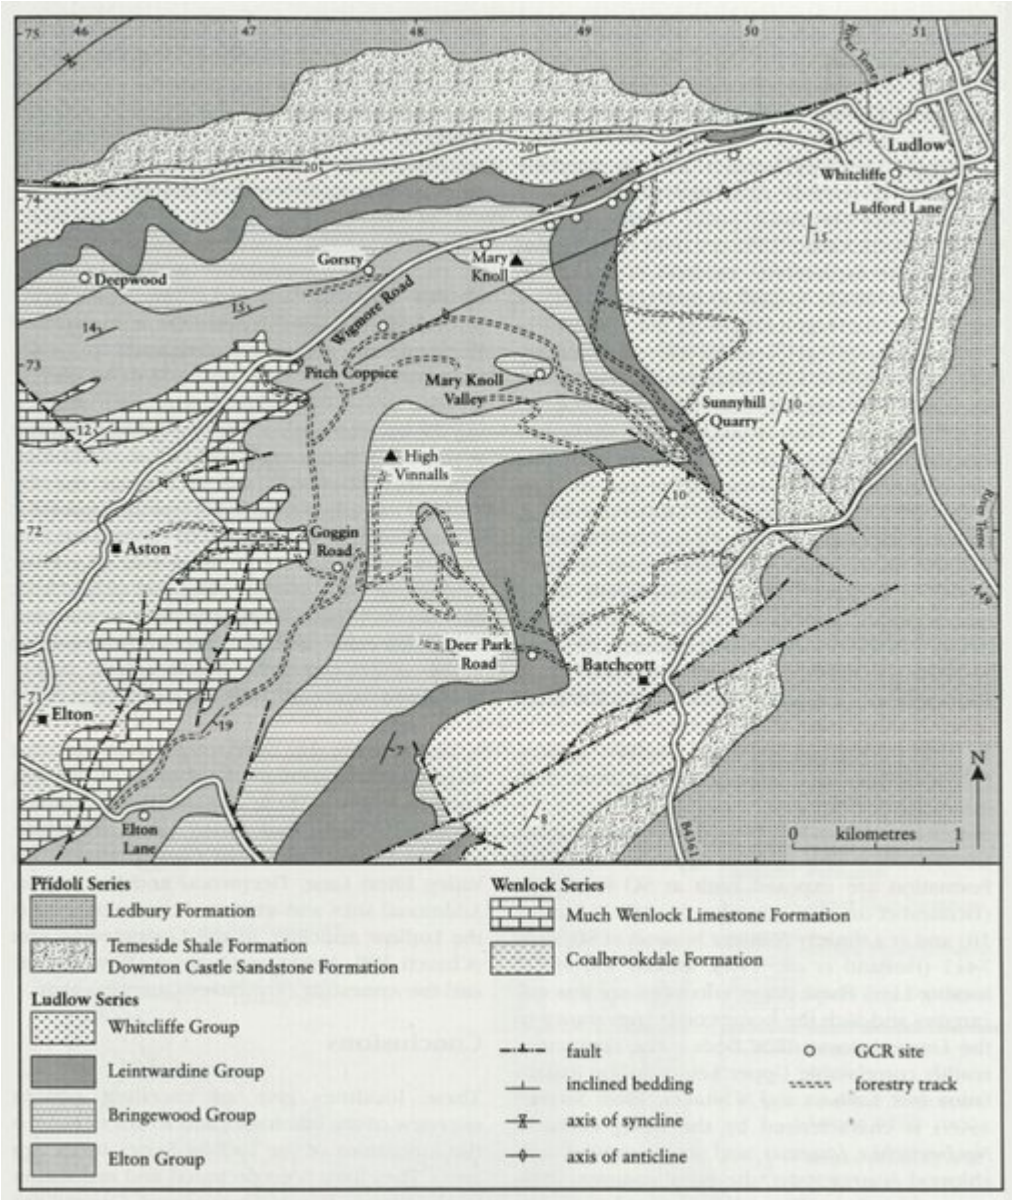 75
46
47
48
49
50
51
River Teme
Ludlow
Whitcliffe
Ludford Lane
20
20
74
15
Gorsty
Mary
Knoll
Deepwood
15
14
Wigmore Road
73
Pitch Coppice
Mary Knoll
Valley
Sunnyhill
Quarry
10
12
High
Vinnalls
10
River Teme
72
Aston
Goggin
Road
A49
Deer Park
Road
Batchcott
71
Elton
19
7
N
8
Elton
Lane
B4361
0 kilometres 1
Přídolí Series
Ledbury Formation
Temeside Shale Formation
Downton Castle Sandstone Formation
Ludlow Series
Whitcliffe Group
Leintwardine Group
Bringewood Group
Elton Group
Wenlock Series
Much Wenlock Limestone Formation
Coalbrookdale Formation
fault
inclined bedding
axis of syncline
axis of anticline
GCR site
forestry track